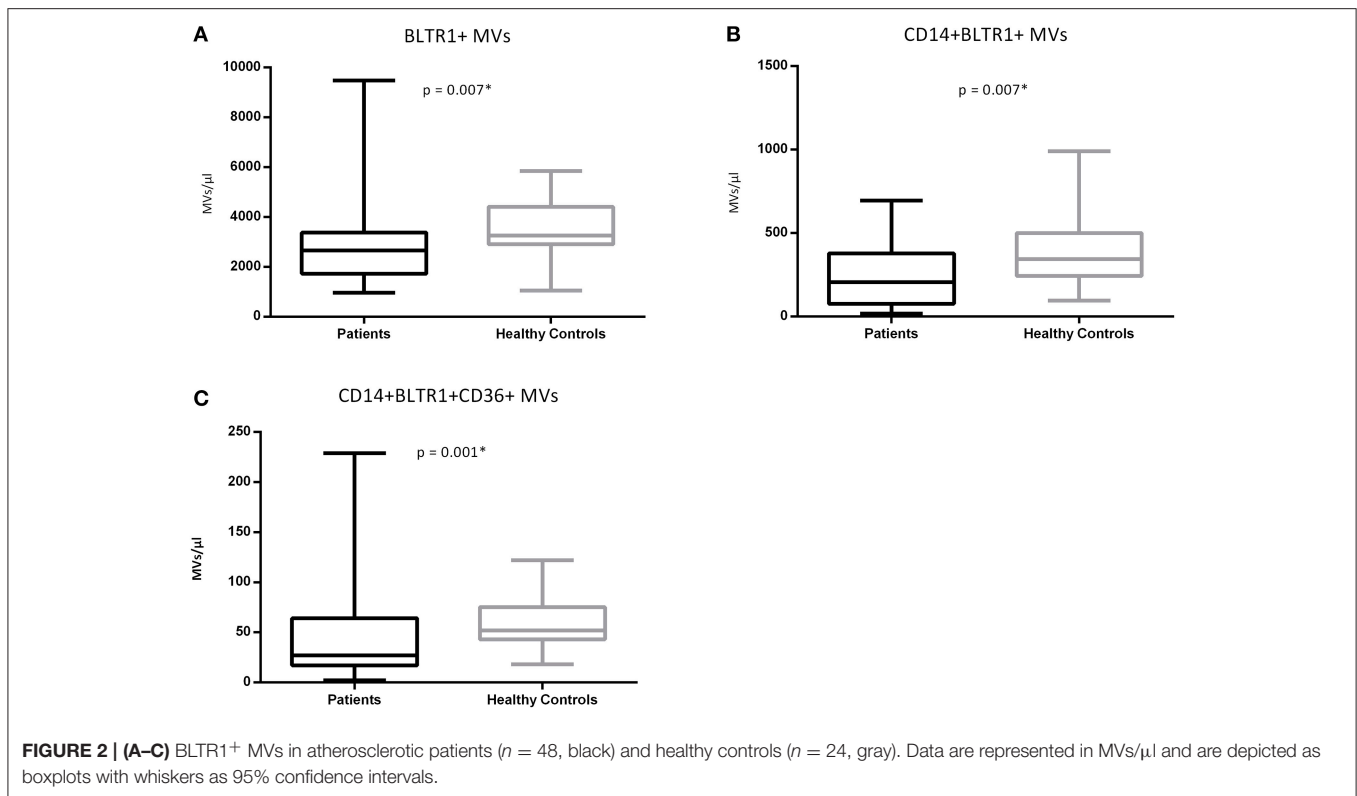 A
BLTR1+ MVs
10000
8000
6000
4000
2000
0
MVs/µl
p = 0.007*
Patients
Healthy Controls
B
CD14+BLTR1+ MVs
1500
1000
500
0
MVs/µl
p = 0.007*
Patients
Healthy Controls
C
CD14+BLTR1+CD36+ MVs
250
200
150
100
50
0
MVs/µl
p = 0.001*
Patients
Healthy Controls
FIGURE 2 | (A–C) BLTR1⁺ MVs in atherosclerotic patients (n = 48, black) and healthy controls (n = 24, gray). Data are represented in MVs/µl and are depicted as
boxplots with whiskers as 95% confidence intervals.